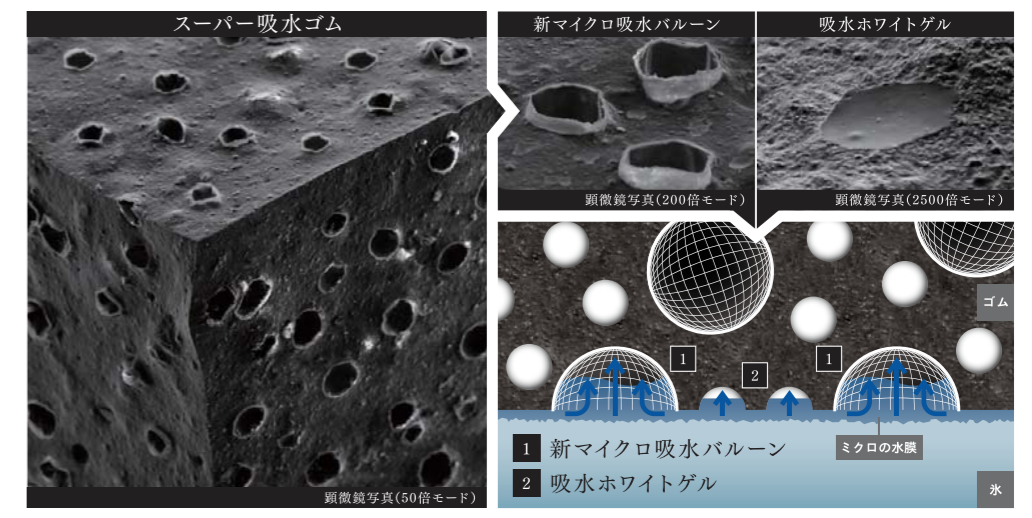 スーパー吸水ゴム
顕微鏡写真(50倍モード)
新マイクロ吸水バルーン
顕微鏡写真(200倍モード)
吸水ホワイトゲル
顕微鏡写真(2500倍モード)
ゴム
1
1
2
ミクロの水膜
1 新マイクロ吸水バルーン
2 吸水ホワイトゲル
氷